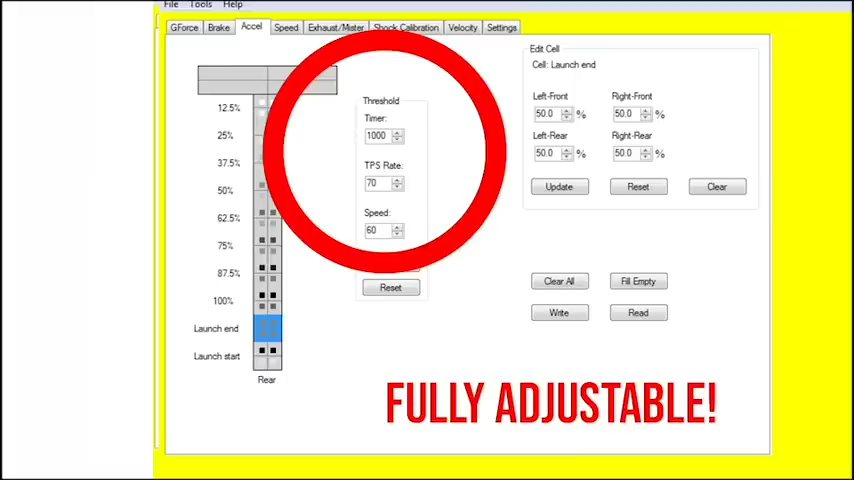 File Tools Help
GForce Brake Accel Speed Exhaust/Mister Shock Calibration Velocity Settings
12.5%
25%
37.5%
50%
62.5%
75%
87.5%
100%
Launch end
Launch start
Rear
Threshold
Timer:
1000
TPS Rate:
70
Speed:
60
Reset
Edit Cell
Cell: Launch end
Left-Front Right-Front
50.0 % 50.0 %
Left-Rear Right-Rear
50.0 % 50.0 %
Update Reset Clear
Clear All Fill Empty
Write Read
FULLY ADJUSTABLE!